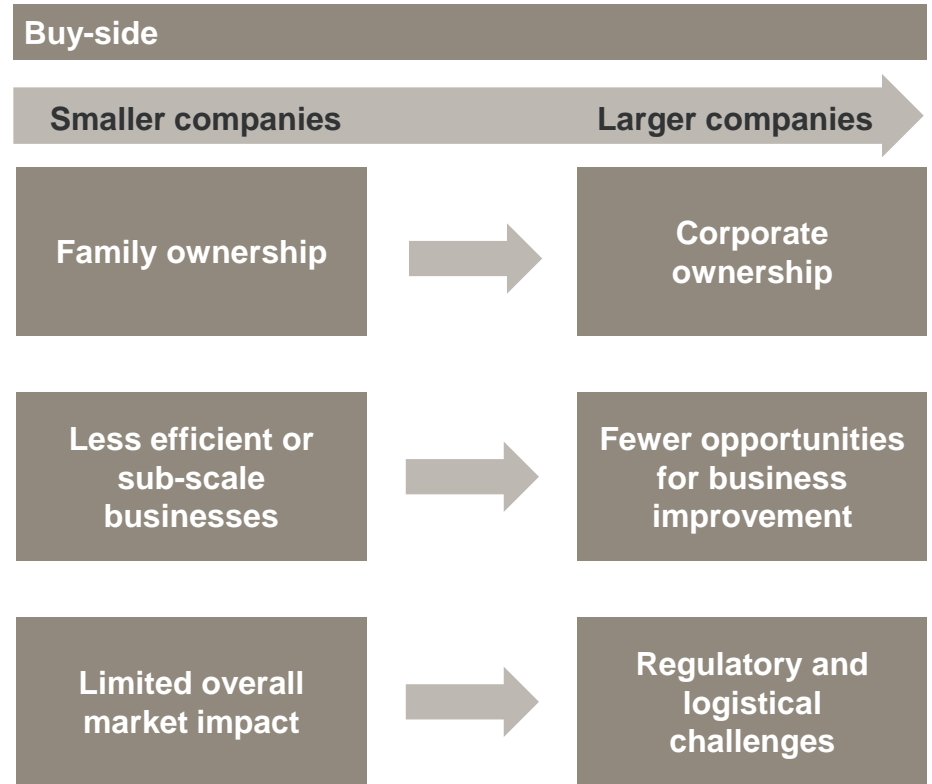 Buy-side
Smaller companies
Larger companies
Family ownership
Corporate
ownership
Less efficient or
sub-scale
businesses
Fewer opportunities
for business
improvement
Limited overall
market impact
Regulatory and
logistical
challenges